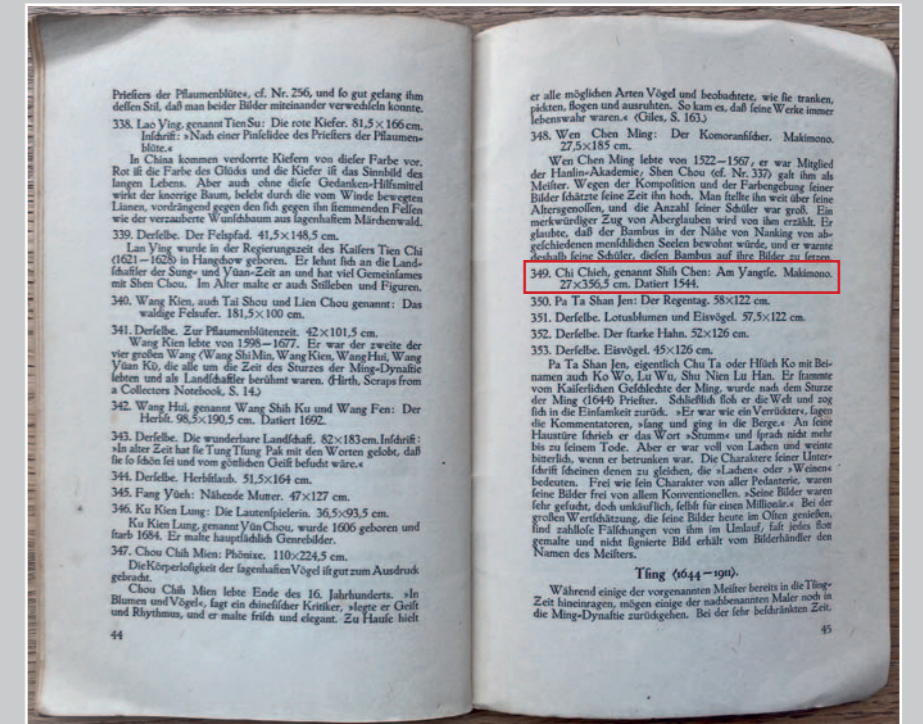 Prieſters der Pflaumenblüte«, cf. Nr. 256, und ſo gut gelang ihm
deſſen Stil, daß man beider Bilder miteinander verwechſeln konnte.
338. Lao Ying, genannt Tien Su: Die rote Kiefer. 81,5×166 cm.
Inſchrift: »Nach einer Pinſelidee des Prieſters der Pflaumen-
blüte.«
In China kommen verdorrte Kiefern von dieſer Farbe vor.
Rot iſt die Farbe des Glücks und die Kiefer iſt das Sinnbild des
langen Lebens. Aber auch ohne dieſe Gedanken-Hilfsmittel
wirkt der knorrige Baum, belebt durch die vom Winde bewegten
Lianen, vordrängend gegen den ſich gegen ihn ſtemmenden Felſen
wie der verzauberte Wunſchbaum aus ſagenhaftem Märchenwald.
339. Derſelbe. Der Felspfad. 41,5×148,5 cm.
Lan Ying wurde in der Regierungszeit des Kaiſers Tien Chi
(1621—1628) in Hangchow geboren. Er lehnt ſich an die Land-
ſchafter der Sung- und Yüan-Zeit an und hat viel Gemeinſames
mit Shen Chou. Im Alter malte er auch Stilleben und Figuren.
340. Wang Kien, auch Tai Shou und Lien Chou genannt: Das
waldige Felsufer. 181,5×100 cm.
341. Derſelbe. Zur Pflaumenblütenzeit. 42×101,5 cm.
Wang Kien lebte von 1598—1677. Er war der zweite der
vier großen Wang (Wang Shi Min, Wang Kien, Wang Hui, Wang
Yüan Kü, die alle um die Zeit des Sturzes der Ming-Dynaſtie
lebten und als Landſchafter berühmt waren. (Hirth, Scraps from
a Collectors Notebook, S. 14.)
342. Wang Hui, genannt Wang Shih Ku und Wang Fen: Der
Herbſt. 98,5×190,5 cm. Datiert 1692.
343. Derſelbe. Die wunderbare Landſchaft. 82×183 cm. Inſchrift:
»In alter Zeit hat ſie Tung Tſung Pak mit den Worten gelobt, daß
ſie ſo ſchön ſei und vom göttlichen Geiſt beſucht wäre.«
344. Derſelbe. Herbſtlaub. 51,5×164 cm.
345. Fang Yüeh: Nähende Mutter. 47×127 cm.
346. Ku Kien Lung: Die Lautenſpielerin. 36,5×93,5 cm.
Ku Kien Lung, genannt Yün Chou, wurde 1606 geboren und
ſtarb 1684. Er malte hauptſächlich Genrebilder.
347. Chou Chih Mien: Phönixe. 110×224,5 cm.
Die Körperloſigkeit der ſagenhaften Vögel iſt gut zum Ausdruck
gebracht.
Chou Chih Mien lebte Ende des 16. Jahrhunderts. »In
Blumen und Vögel«, ſagt ein chineſiſcher Kritiker, »legte er Geiſt
und Rhythmus, und er malte friſch und elegant. Zu Hauſe hielt
44
er alle möglichen Arten Vögel und beobachtete, wie ſie tranken,
pickten, flogen und ausruhten. So kam es, daß ſeine Werke immer
lebenswahr waren.« (Giles, S. 163.)
348. Wen Chen Ming: Der Komoranfiſcher. Makimono.
27,5×185 cm.
Wen Chen Ming lebte von 1522—1567, er war Mitglied
der Hanlin-Akademie, Shen Chou (cf. Nr. 337) galt ihm als
Meiſter. Wegen der Kompoſition und der Farbengebung ſeiner
Bilder ſchätzte ſeine Zeit ihn hoch. Man ſtellte ihn weit über ſeine
Altersgenoſſen, und die Anzahl ſeiner Schüler war groß. Ein
merkwürdiger Zug von Aberglauben wird von ihm erzählt. Er
glaubte, daß der Bambus in der Nähe von Nanking von ab-
geſchiedenen menſchlichen Seelen bewohnt würde, und er warnte
deshalb ſeine Schüler, dieſen Bambus auf ihre Bilder zu ſetzen.
349. Chi Chieh, genannt Shih Chen: Am Yangtſe. Makimono.
27×356,5 cm. Datiert 1544.
350. Pa Ta Shan Jen: Der Regentag. 58×122 cm.
351. Derſelbe. Lotusblumen und Eisvögel. 57,5×122 cm.
352. Derſelbe. Der ſtarke Hahn. 52×126 cm.
353. Derſelbe. Eisvögel. 45×126 cm.
Pa Ta Shan Jen, eigentlich Chu Ta oder Hſüeh Ko mit Bei-
namen auch Ko Wo, Lu Wu, Shu Nien Lu Han. Er ſtammte
vom Kaiſerlichen Geſchlechte der Ming, wurde nach dem Sturze
der Ming (1644) Prieſter. Schließlich floh er die Welt und zog
ſich in die Einſamkeit zurück. »Er war wie ein Verrückter«, ſagen
die Kommentatoren, »ſang und ging in die Berge.« An ſeine
Haustüre ſchrieb er das Wort »Stumm« und ſprach nicht mehr
bis zu ſeinem Tode. Aber er war voll von Lachen und weinte
bitterlich, wenn er betrunken war. Die Charaktere ſeiner Unter-
ſchrift ſcheinen denen zu gleichen, die »Lachen« oder »Weinen«
bedeuten. Frei wie ſein Charakter von aller Pedanterie, waren
ſeine Bilder frei von allem Konventionellen. »Seine Bilder waren
ſehr geſucht, doch unkäuflich, ſelbſt für einen Millionär.« Bei der
großen Wertſchätzung, die ſeine Bilder heute im Oſten genießen,
ſind zahlloſe Fälſchungen von ihm im Umlauf, faſt jedes flott
gemalte und nicht ſignierte Bild erhält vom Bilderhändler den
Namen des Meiſters.
Tſing (1644—1911).
Während einige der vorgenannten Meiſter bereits in die Tſing-
Zeit hineinragen, mögen einige der nachbenannten Maler noch in
die Ming-Dynaſtie zurückgehen. Bei der ſehr beſchränkten Zeit,
45